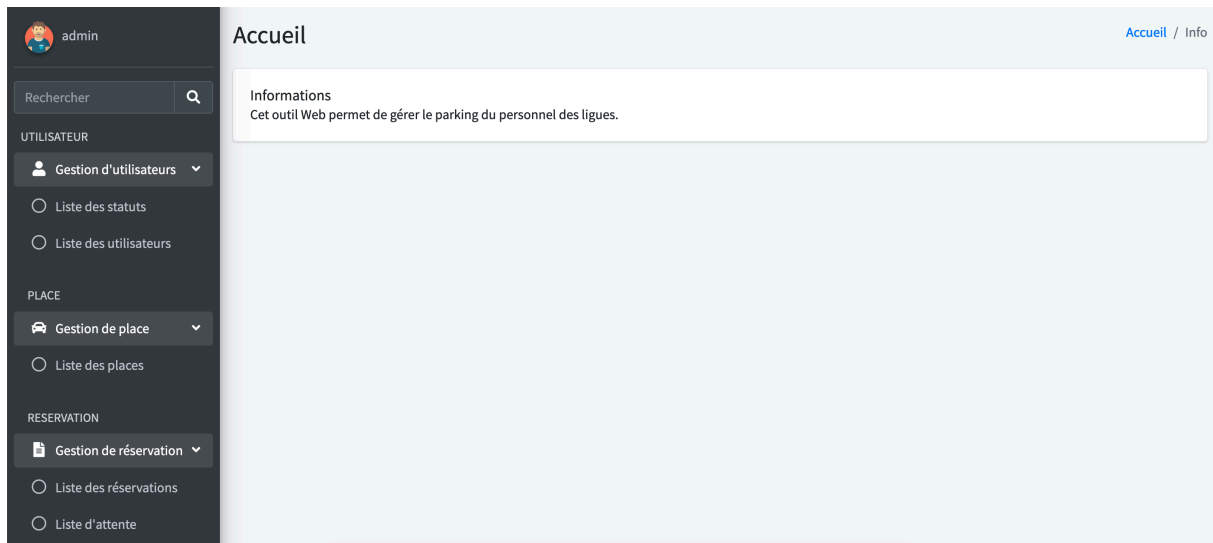 admin
Rechercher
UTILISATEUR
Gestion d'utilisateurs
Liste des statuts
Liste des utilisateurs
PLACE
Gestion de place
Liste des places
RESERVATION
Gestion de réservation
Liste des réservations
Liste d'attente
Accueil
Accueil / Info
Informations
Cet outil Web permet de gérer le parking du personnel des ligues.